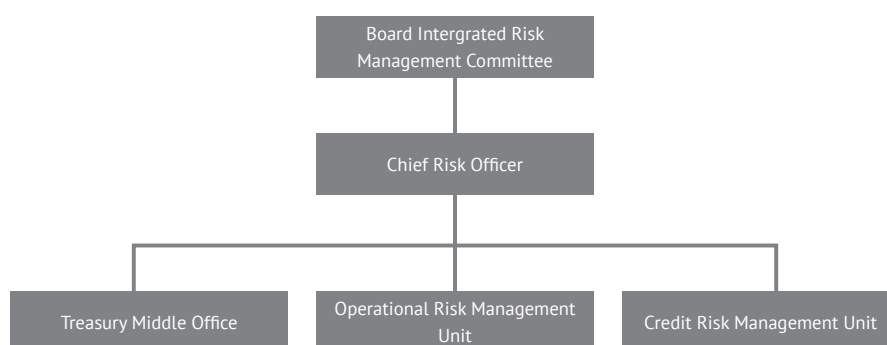 Board Intergrated Risk
Management Committee
Chief Risk Officer
Treasury Middle Office
Operational Risk Management
Unit
Credit Risk Management Unit